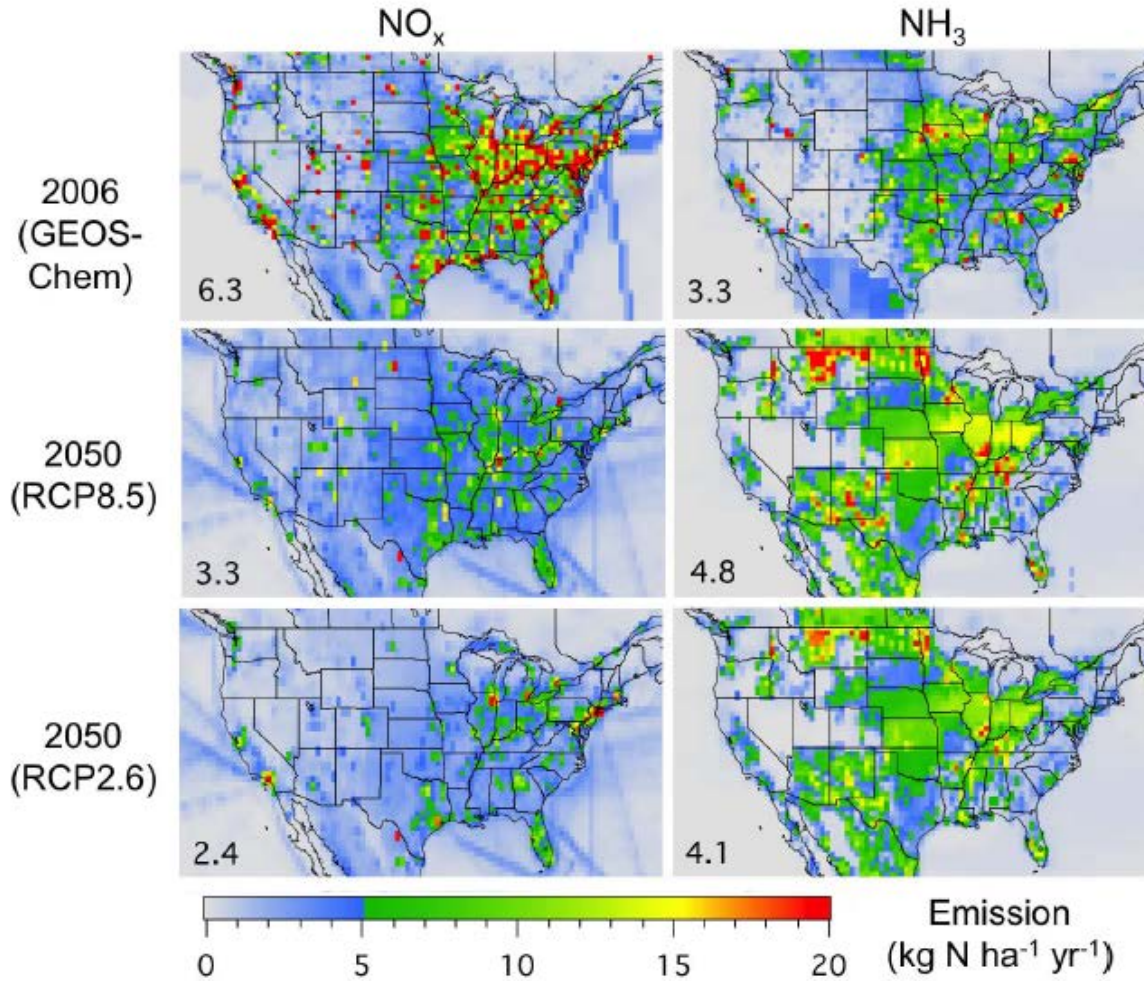 NOₓ NH₃
2006
(GEOS-
Chem)
6.3 3.3
2050
(RCP8.5)
3.3 4.8
2050
(RCP2.6)
2.4 4.1
0 5 10 15 20
Emission
(kg N ha⁻¹ yr⁻¹)